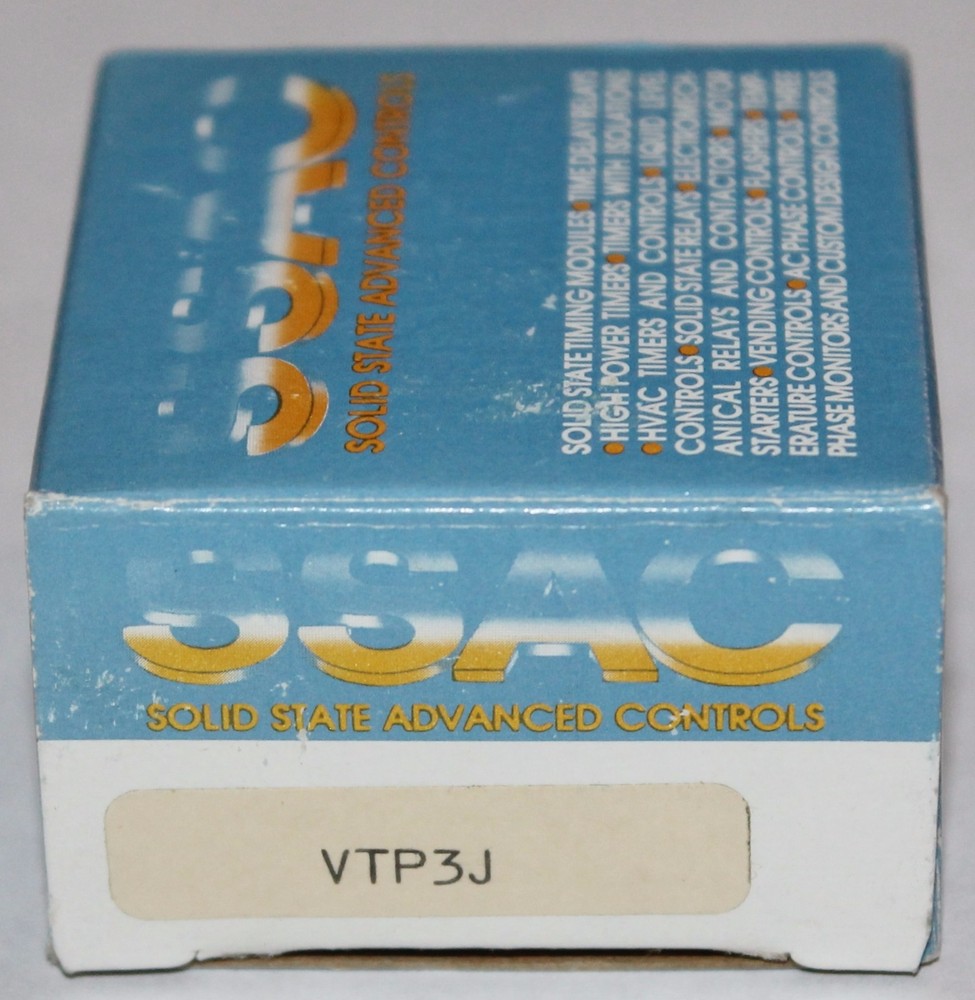 SSAC
SOLID STATE ADVANCED CONTROLS
SOLID STATE TIMING MODULES • TIME DELAY RELAYS
• HIGH POWER TIMERS • TIMERS WITH ISOLATIONS
• HVAC TIMERS AND CONTROLS • LIQUID LEVEL
CONTROLS • SOLID STATE RELAYS • ELECTROMECH-
ANICAL RELAYS AND CONTACTORS • MOTOR
STARTERS • VENDING CONTROLS • FLASHERS • TEMP-
ERATURE CONTROLS • AC PHASE CONTROLS • THREE
PHASE MONITORS AND CUSTOM DESIGN CONTROLS
SSAC
SOLID STATE ADVANCED CONTROLS
VTP3J